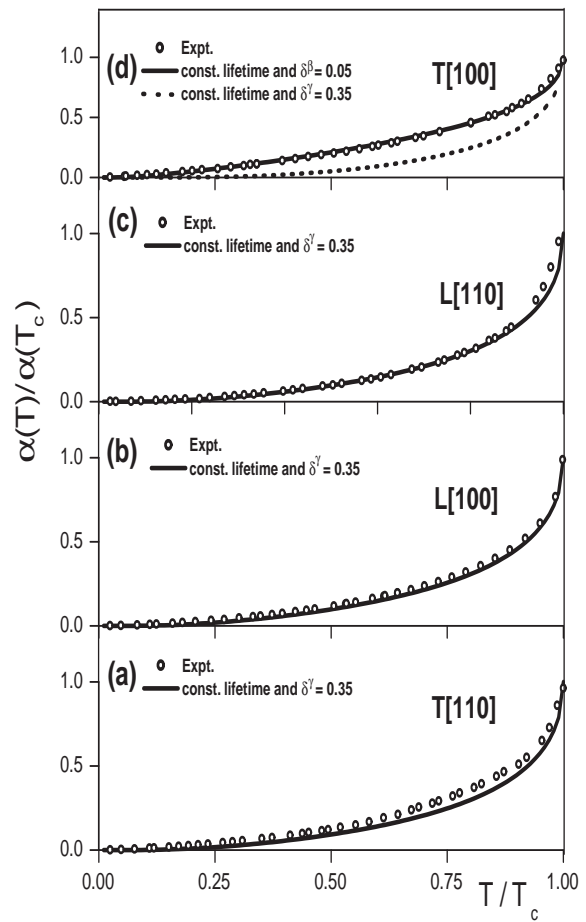 (d)
Expt.
const. lifetime and δ^β = 0.05
const. lifetime and δ^γ = 0.35
T[100]
1.0
0.5
0.0
(c)
Expt.
const. lifetime and δ^γ = 0.35
L[110]
1.0
0.5
0.0
α(T)/α(T_c)
(b)
Expt.
const. lifetime and δ^γ = 0.35
L[100]
1.0
0.5
0.0
(a)
Expt.
const. lifetime and δ^γ = 0.35
T[110]
1.0
0.5
0.0
0.00 0.25 0.50 0.75 1.00
T/T_c